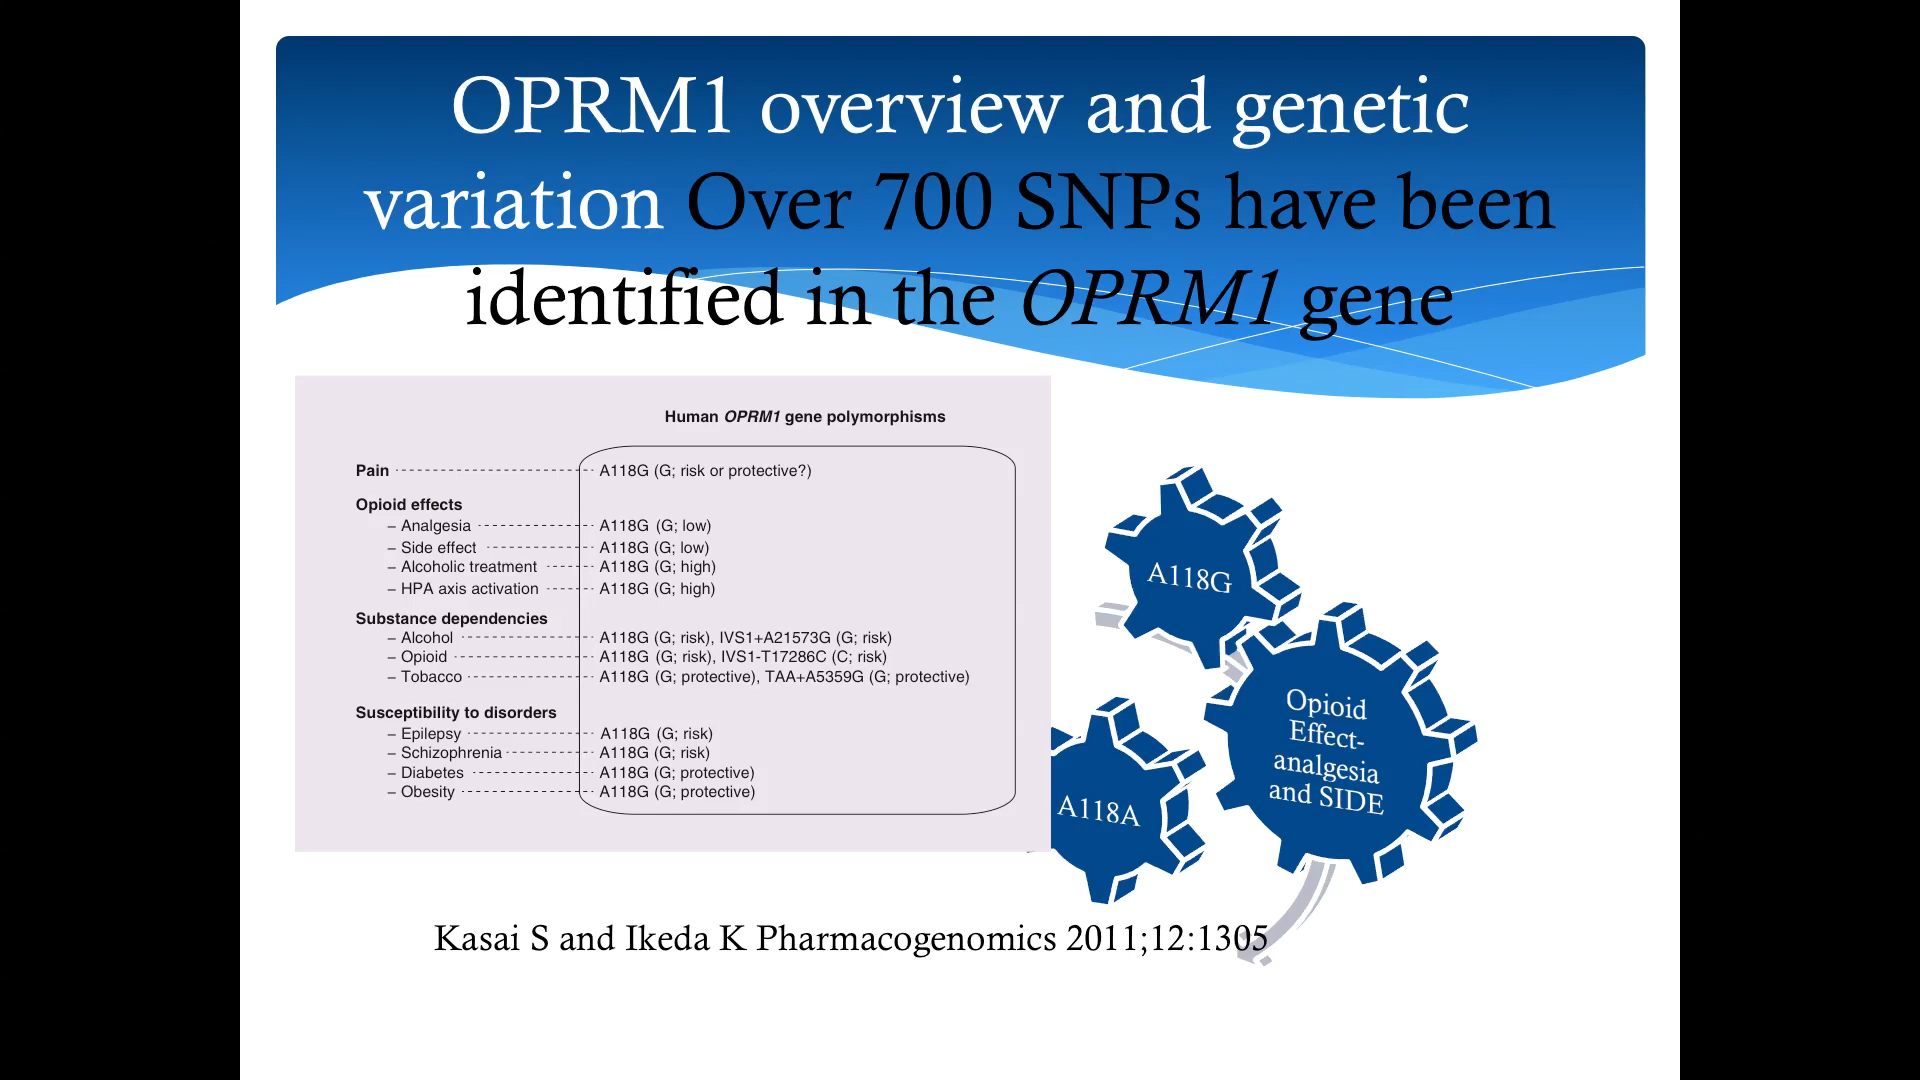 OPRM1 overview and genetic
variation Over 700 SNPs have been
identified in the OPRM1 gene
Human OPRM1 gene polymorphisms
Pain A118G (G; risk or protective?)
Opioid effects
– Analgesia A118G (G; low)
– Side effect A118G (G; low)
– Alcoholic treatment A118G (G; high)
– HPA axis activation A118G (G; high)
Substance dependencies
– Alcohol A118G (G; risk), IVS1+A21573G (G; risk)
– Opioid A118G (G; risk), IVS1-T17286C (C; risk)
– Tobacco A118G (G; protective), TAA+A5359G (G; protective)
Susceptibility to disorders
– Epilepsy A118G (G; risk)
– Schizophrenia A118G (G; risk)
– Diabetes A118G (G; protective)
– Obesity A118G (G; protective)
A118G
Opioid
Effect-
analgesia
and SIDE
A118A
Kasai S and Ikeda K Pharmacogenomics 2011;12:1305